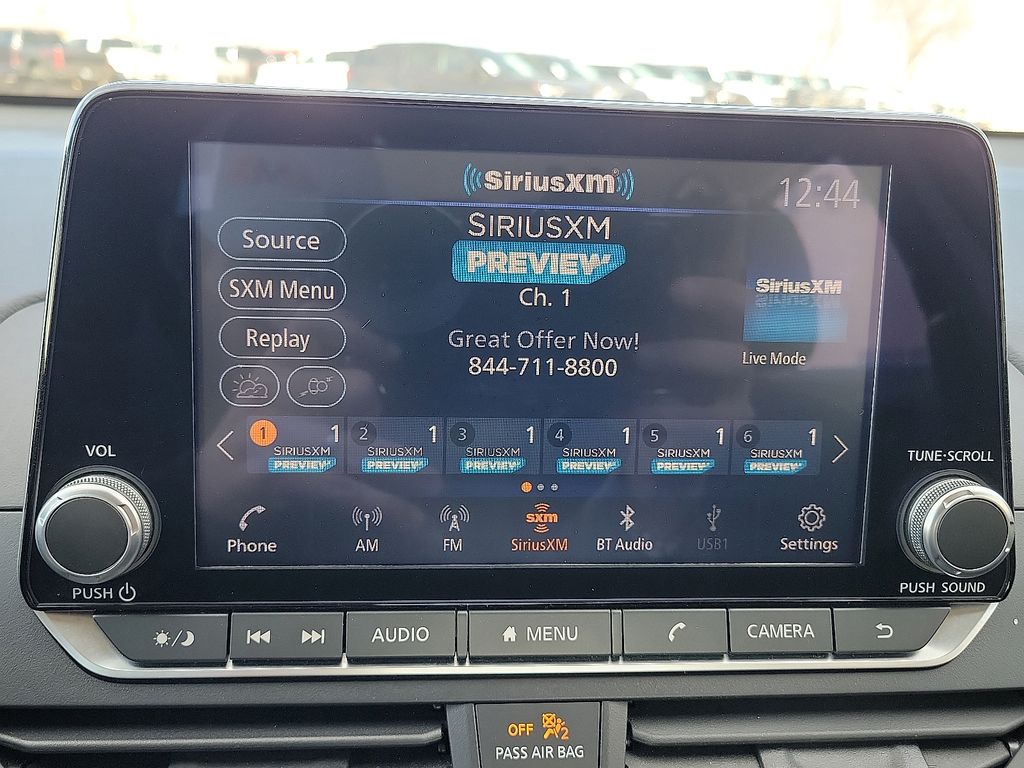 SiriusXM
12:44
SIRIUSXM
PREVIEW
Ch. 1
Source
SXM Menu
Replay
Great Offer Now!
844-711-8800
SiriusXM
Live Mode
1 1 2 1 3 1 4 1 5 1 6 1
SIRIUSXM SIRIUSXM SIRIUSXM SIRIUSXM SIRIUSXM SIRIUSXM
PREVIEW PREVIEW PREVIEW PREVIEW PREVIEW PREVIEW
VOL
TUNE·SCROLL
sxm
Phone AM FM SiriusXM BT Audio USB1 Settings
PUSH
PUSH SOUND
AUDIO MENU CAMERA
OFF 2
PASS AIR BAG